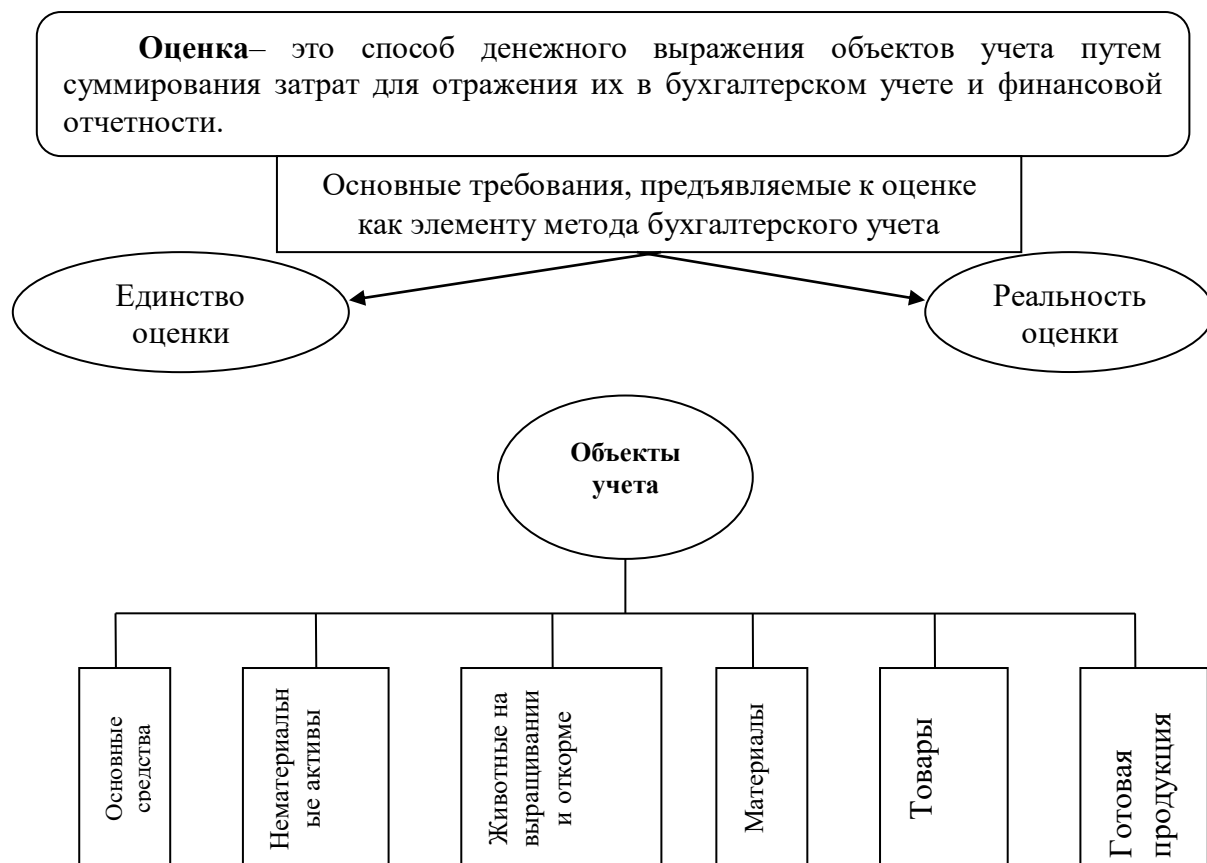 Оценка– это способ денежного выражения объектов учета путем
суммирования затрат для отражения их в бухгалтерском учете и финансовой
отчетности.
Основные требования, предъявляемые к оценке
как элементу метода бухгалтерского учета
Единство
оценки
Реальность
оценки
Объекты
учета
Основные
средства
Нематериальн
ые активы
Животные на
выращивании
и откорме
Материалы
Товары
Готовая
продукция